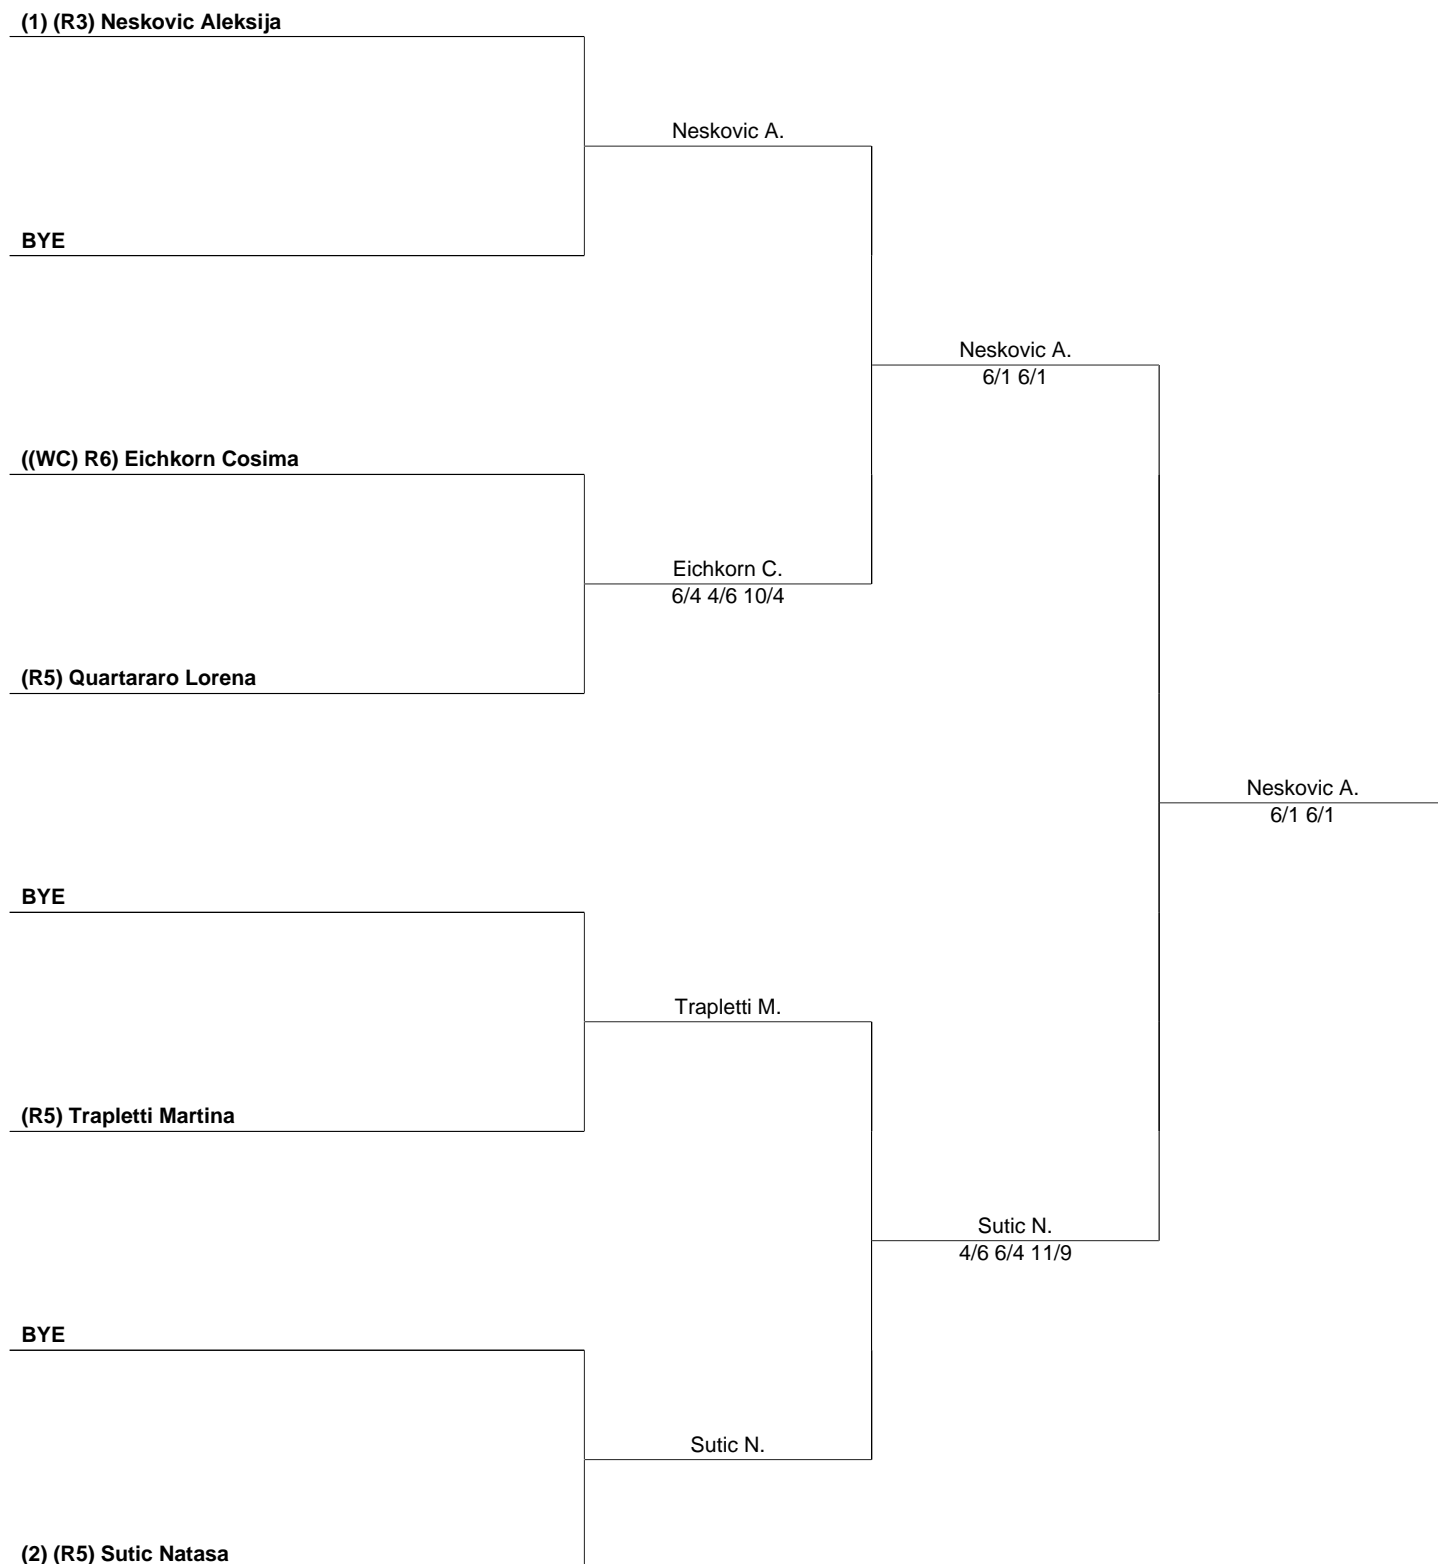 (1) (R3) Neskovic Aleksija
Neskovic A.
BYE
Neskovic A.
6/1 6/1
((WC) R6) Eichkorn Cosima
Eichkorn C.
6/4 4/6 10/4
(R5) Quartararo Lorena
Neskovic A.
6/1 6/1
BYE
Trapletti M.
(R5) Trapletti Martina
Sutic N.
4/6 6/4 11/9
BYE
Sutic N.
(2) (R5) Sutic Natasa